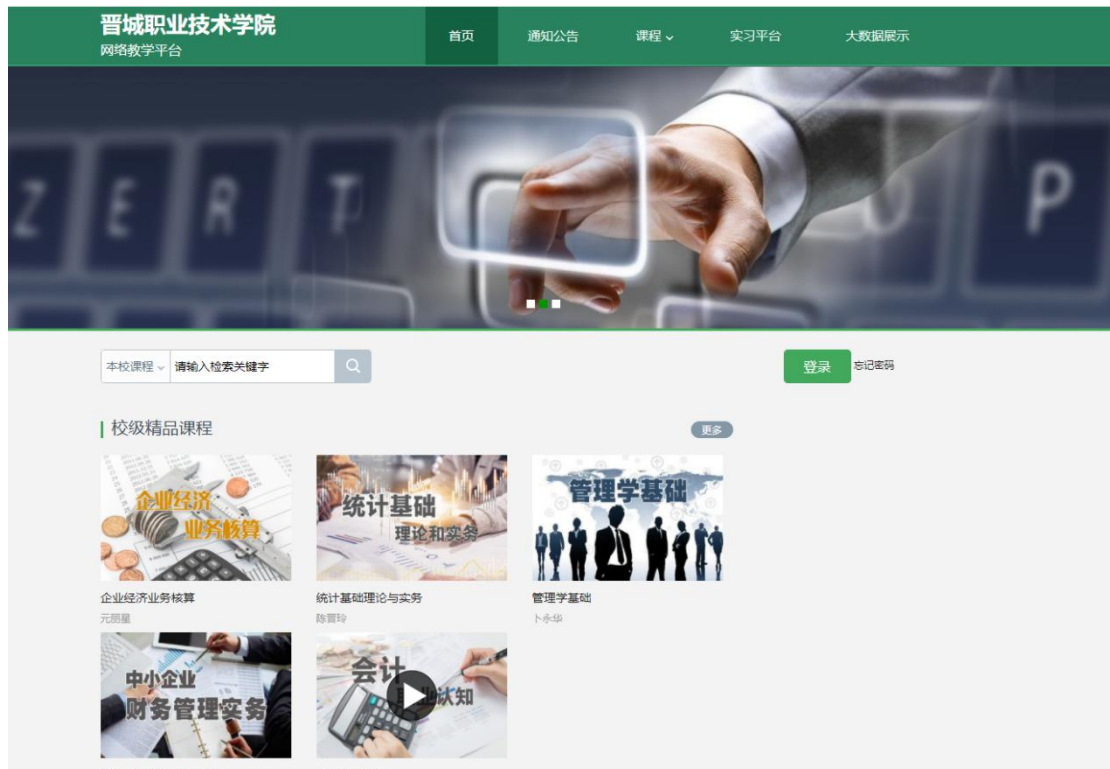 晋城职业技术学院
网络教学平台
首页 通知公告 课程 实习平台 大数据展示
Z E R T O P
本校课程 请输入检索关键字 登录 忘记密码
校级精品课程 更多
企业经济
业务核算
统计基础
理论和实务
管理学基础
企业经济业务核算 统计基础理论与实务 管理学基础
元丽星 陈晋玲 卜永华
中小企业
财务管理实务
会计
职业认知